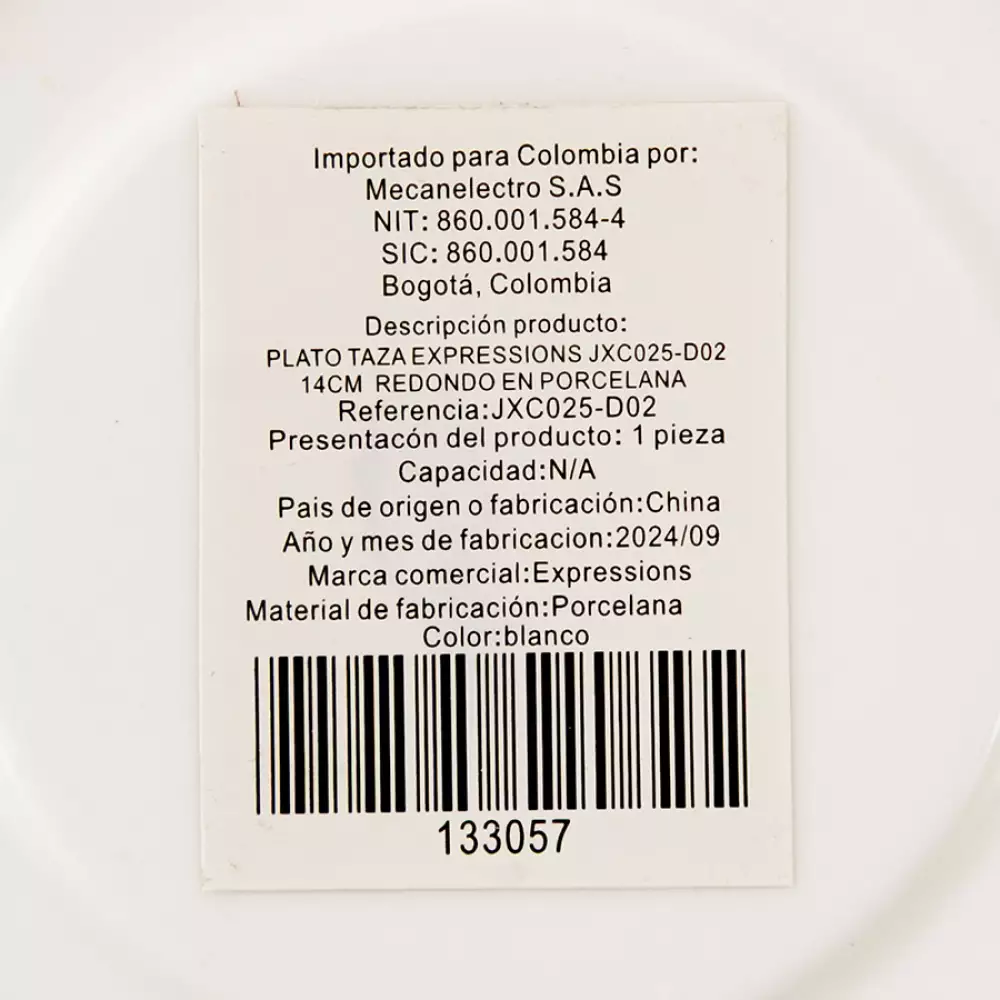 Importado para Colombia por:
Mecanelectro S.A.S
NIT: 860.001.584-4
SIC: 860.001.584
Bogotá, Colombia
Descripción producto:
PLATO TAZA EXPRESSIONS JXC025-D02
14CM REDONDO EN PORCELANA
Referencia:JXC025-D02
Presentacón del producto: 1 pieza
Capacidad:N/A
Pais de origen o fabricación:China
Año y mes de fabricacion:2024/09
Marca comercial:Expressions
Material de fabricación:Porcelana
Color:blanco
133057